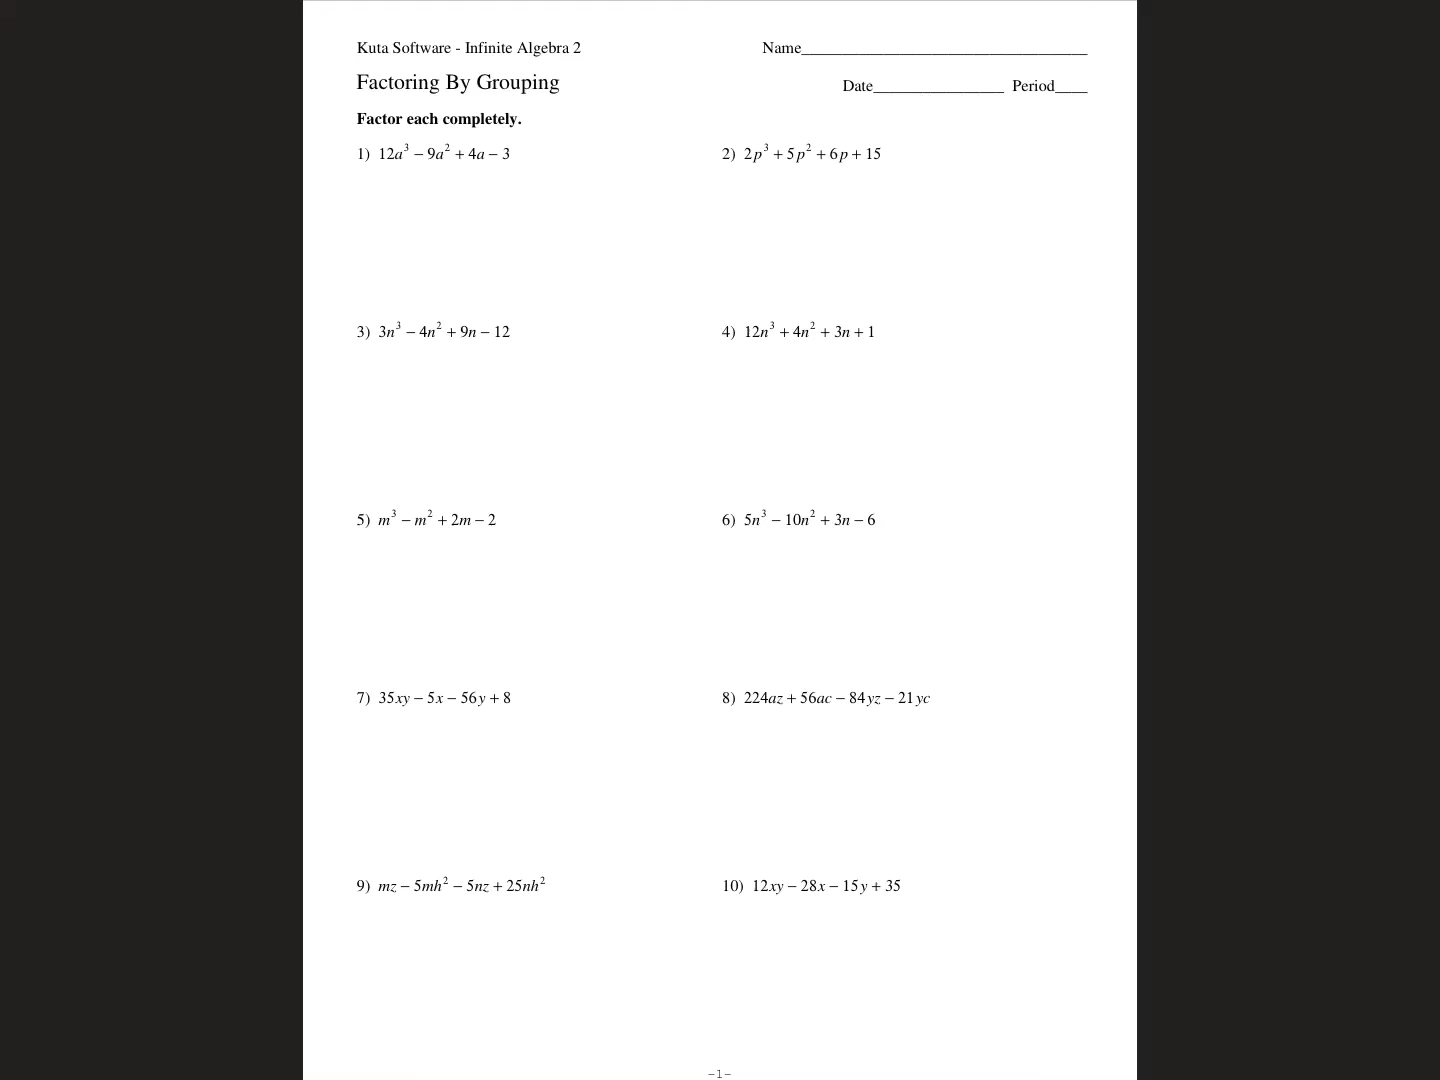 Kuta Software - Infinite Algebra 2 Name___________________________________
Factoring By Grouping Date________________ Period____
Factor each completely.
1) 12a³ − 9a² + 4a − 3 2) 2p³ + 5p² + 6p + 15
3) 3n³ − 4n² + 9n − 12 4) 12n³ + 4n² + 3n + 1
5) m³ − m² + 2m − 2 6) 5n³ − 10n² + 3n − 6
7) 35xy − 5x − 56y + 8 8) 224az + 56ac − 84yz − 21yc
9) mz − 5mh² − 5nz + 25nh² 10) 12xy − 28x − 15y + 35
-1-